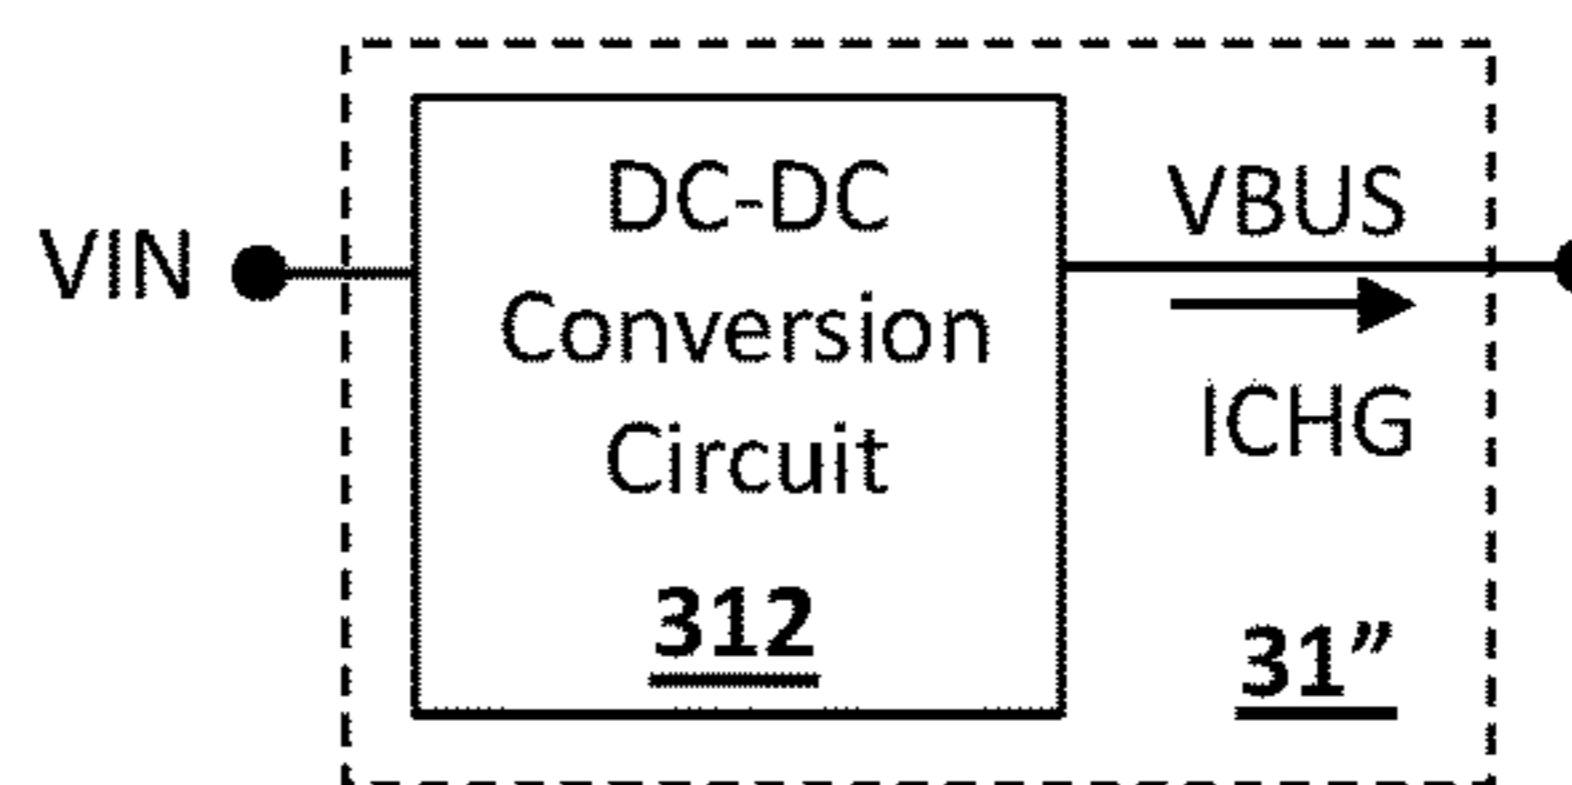 VIN
DC-DC
Conversion
Circuit
312
VBUS
ICHG
31”